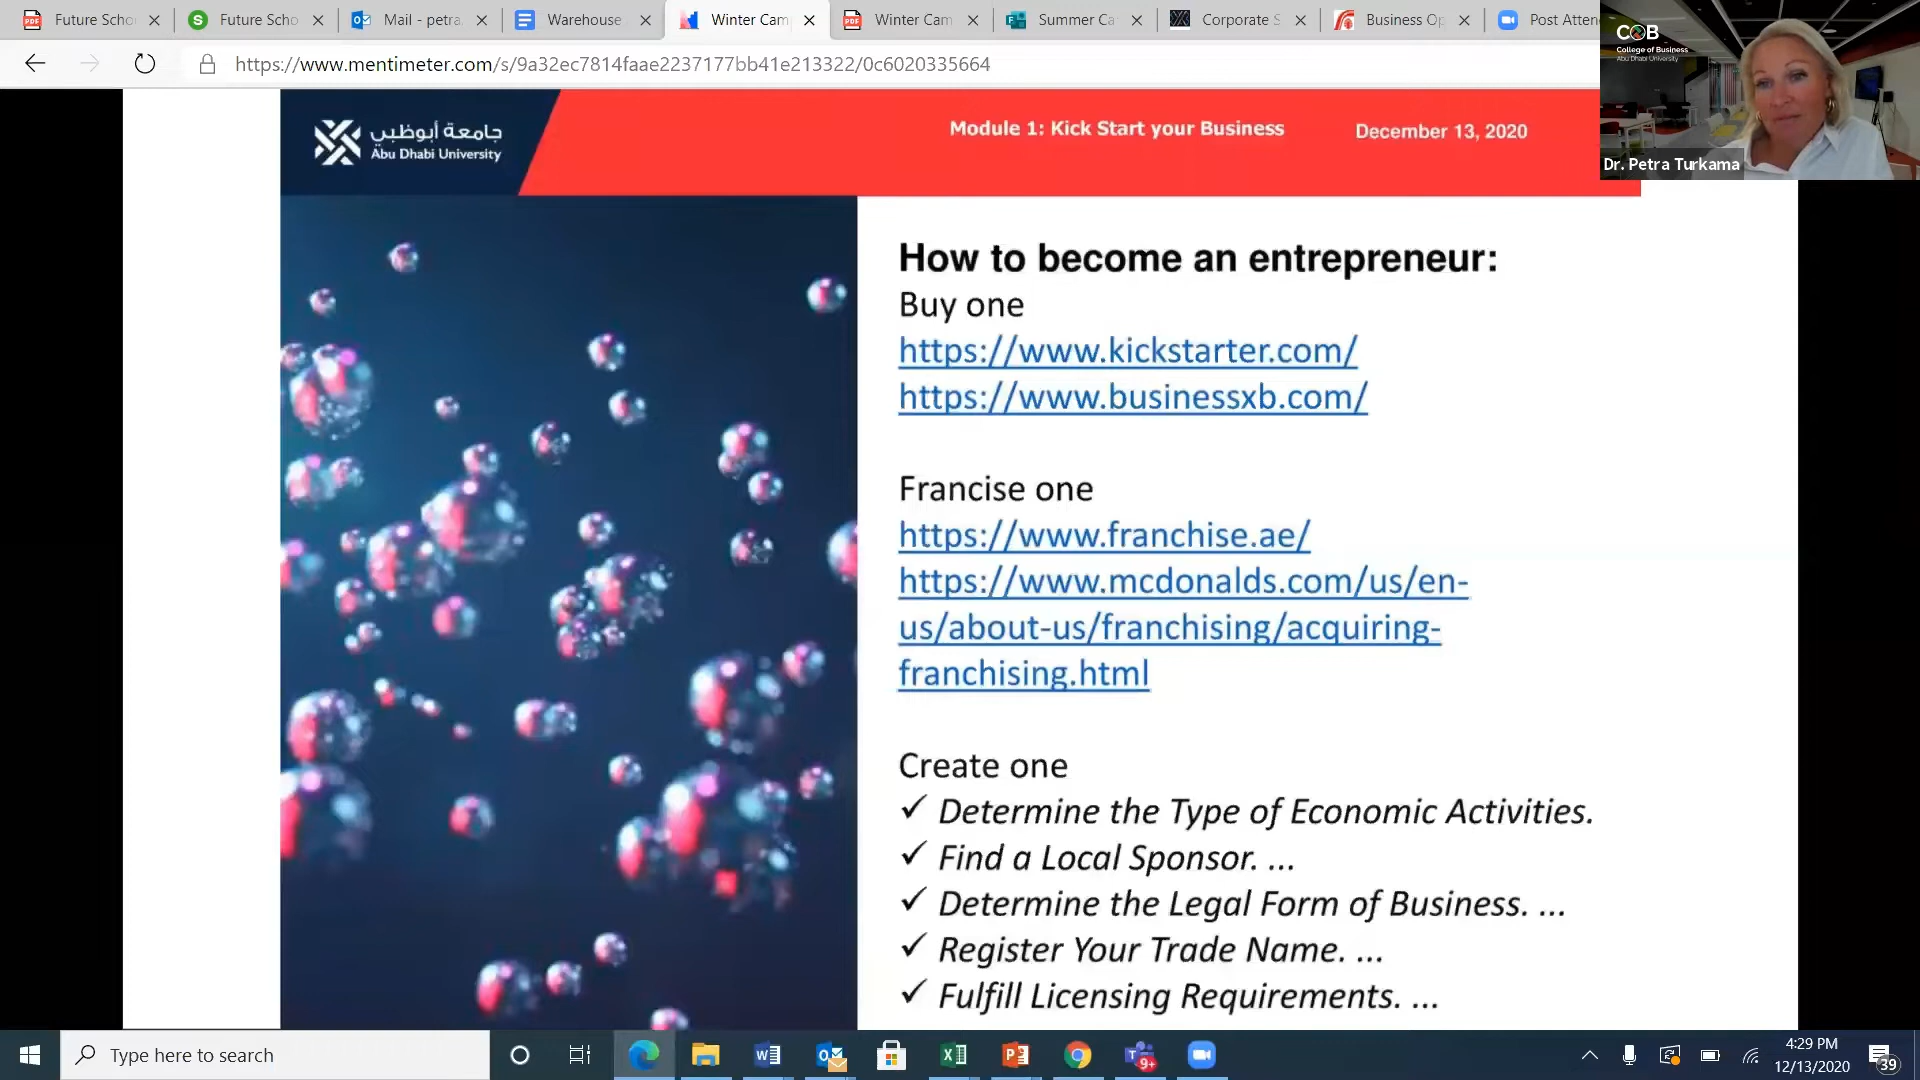 Future Scho
Future Scho
Mail - petra.
Warehouse
Winter Cam
Winter Cam
Summer Ca
Corporate S
Business Op
Post Atten
https://www.mentimeter.com/s/9a32ec7814faae2237177bb41e213322/0c6020335664
COB
College of Business
Abu Dhabi University
Dr. Petra Turkama
جامعة أبوظبي
Abu Dhabi University
Module 1: Kick Start your Business
December 13, 2020
How to become an entrepreneur:
Buy one
https://www.kickstarter.com/
https://www.businessxb.com/
Francise one
https://www.franchise.ae/
https://www.mcdonalds.com/us/en-
us/about-us/franchising/acquiring-
franchising.html
Create one
✓ Determine the Type of Economic Activities.
✓ Find a Local Sponsor. ...
✓ Determine the Legal Form of Business. ...
✓ Register Your Trade Name. ...
✓ Fulfill Licensing Requirements. ...
Type here to search
9+
4:29 PM
12/13/2020
39